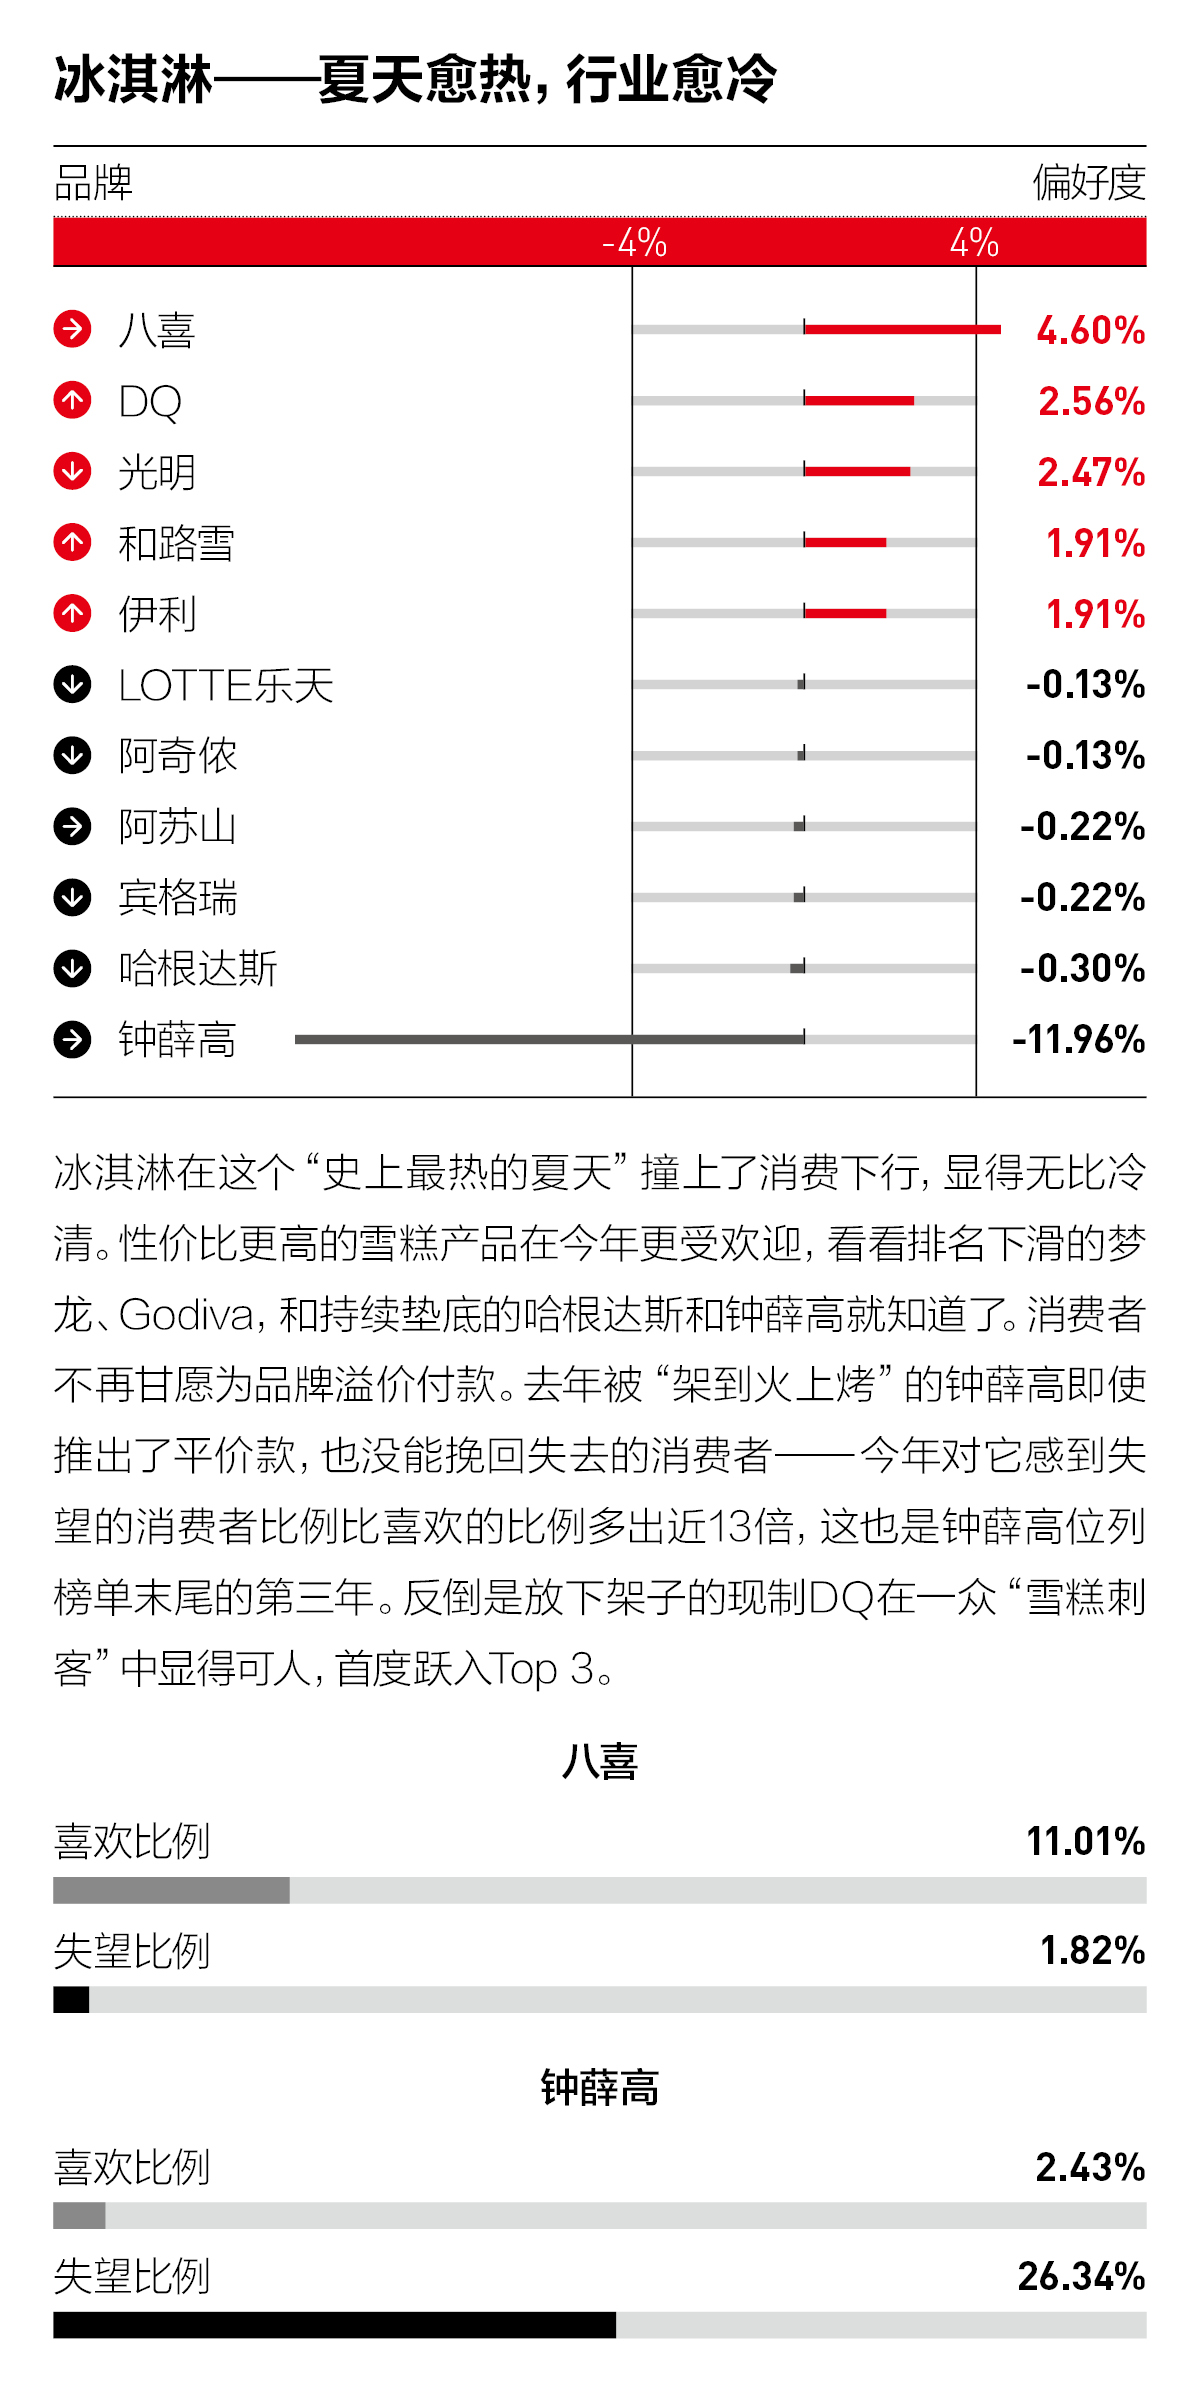 冰淇淋——夏天愈热，行业愈冷
品牌 偏好度
-4% 4%
八喜 4.60%
DQ 2.56%
光明 2.47%
和路雪 1.91%
伊利 1.91%
LOTTE乐天 -0.13%
阿奇侬 -0.13%
阿苏山 -0.22%
宾格瑞 -0.22%
哈根达斯 -0.30%
钟薛高 -11.96%
冰淇淋在这个“史上最热的夏天”撞上了消费下行，显得无比冷
清。性价比更高的雪糕产品在今年更受欢迎，看看排名下滑的梦
龙、Godiva，和持续垫底的哈根达斯和钟薛高就知道了。消费者
不再甘愿为品牌溢价付款。去年被“架到火上烤”的钟薛高即使
推出了平价款，也没能挽回失去的消费者——今年对它感到失
望的消费者比例比喜欢的比例多出近13倍，这也是钟薛高位列
榜单末尾的第三年。反倒是放下架子的现制DQ在一众“雪糕刺
客”中显得可人，首度跃入Top 3。
八喜
喜欢比例 11.01%
失望比例 1.82%
钟薛高
喜欢比例 2.43%
失望比例 26.34%